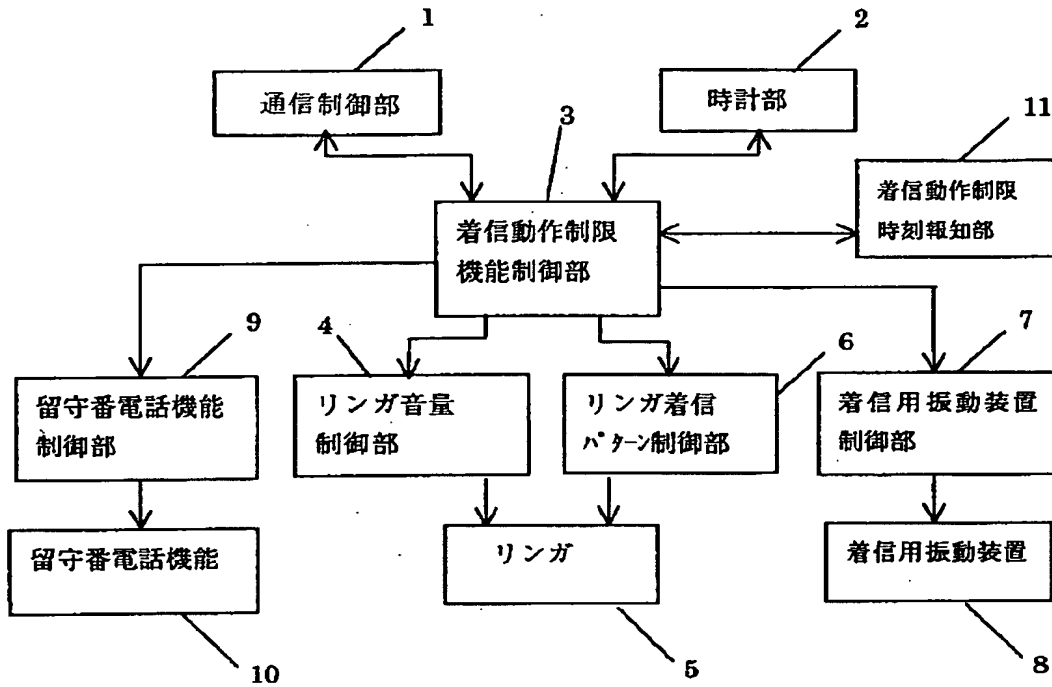 1
2
通信制御部
時計部
3
11
着信動作制限
機能制御部
着信動作制限
時刻報知部
9
4
6
7
留守番電話機能
制御部
リンガ音量
制御部
リンガ着信
パターン制御部
着信用振動装置
制御部
留守番電話機能
リンガ
着信用振動装置
10
5
8